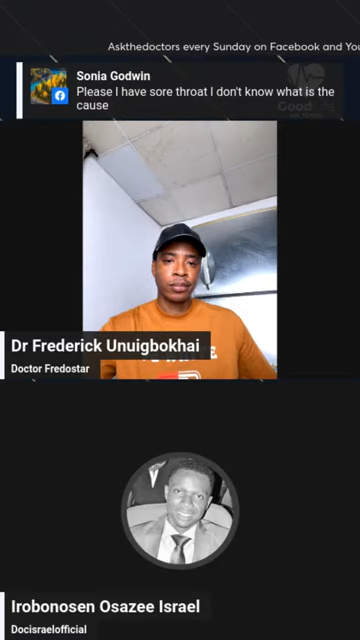 Askthedoctors every Sunday on Facebook and You
Sonia Godwin
Please I have sore throat I don't know what is the
cause
Dr Frederick Unuigbokhai
Doctor Fredostar
Irobonosen Osazee Israel
Docisraelofficial